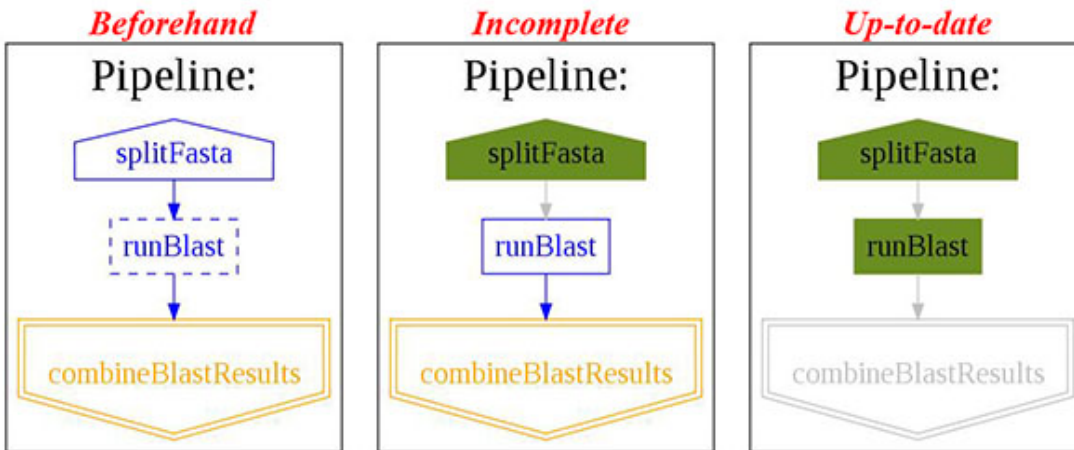 Beforehand
Pipeline:
splitFasta
runBlast
combineBlastResults
Incomplete
Pipeline:
splitFasta
runBlast
combineBlastResults
Up-to-date
Pipeline:
splitFasta
runBlast
combineBlastResults